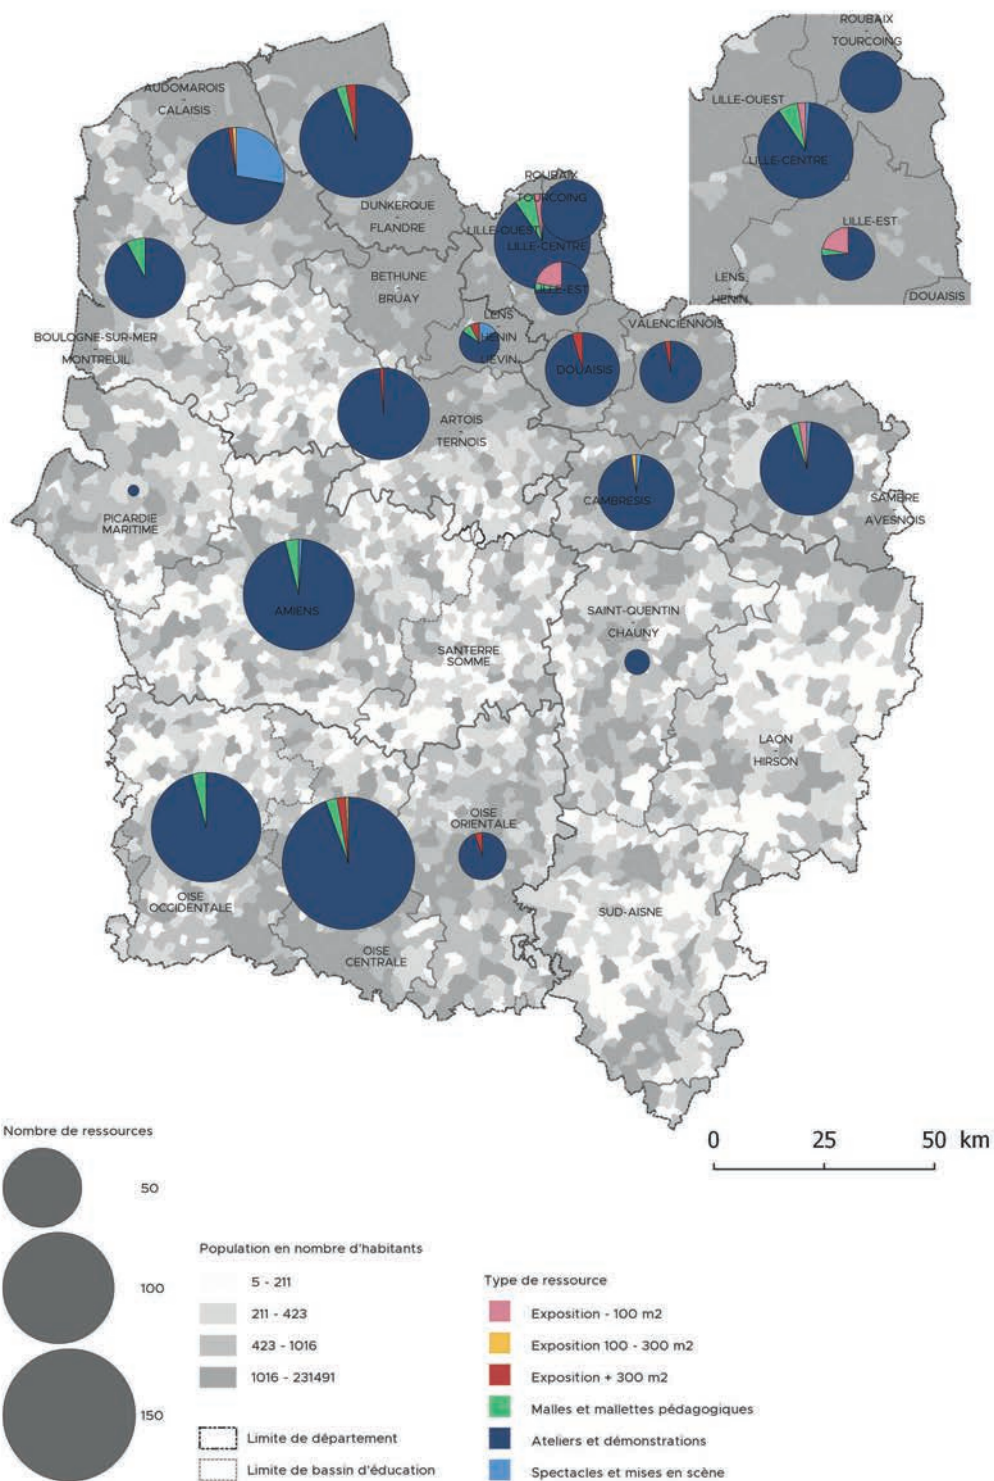 ROUBAIX
-
TOURCOING
LILLE-OUEST
LILLE-CENTRE
LILLE-EST
LENS
-
HENIN
DOUAISIS
AUDOMAROIS
-
CALAISIS
DUNKERQUE
-
FLANDRE
ROUBAIX
TOURCOING
LILLE-OUEST
LILLE-CENTRE
LILLE-EST
BETHUNE
-
BRUAY
LENS
HENIN
LIEVIN
VALENCIENNOIS
DOUAISIS
BOULOGNE-SUR-MER
-
MONTREUIL
ARTOIS
-
TERNOIS
CAMBRESIS
SAMBRE
-
AVESNOIS
PICARDIE
MARITIME
AMIENS
SANTERRE
SOMME
SAINT-QUENTIN
-
CHAUNY
LAON
-
HIRSON
OISE
ORIENTALE
OISE
OCCIDENTALE
OISE
CENTRALE
SUD-AISNE
Nombre de ressources
50
100
150
0 25 50 km
Population en nombre d'habitants
5 - 211
211 - 423
423 - 1016
1016 - 231491
Limite de département
Limite de bassin d'éducation
Type de ressource
Exposition - 100 m2
Exposition 100 - 300 m2
Exposition + 300 m2
Malles et mallettes pédagogiques
Ateliers et démonstrations
Spectacles et mises en scène